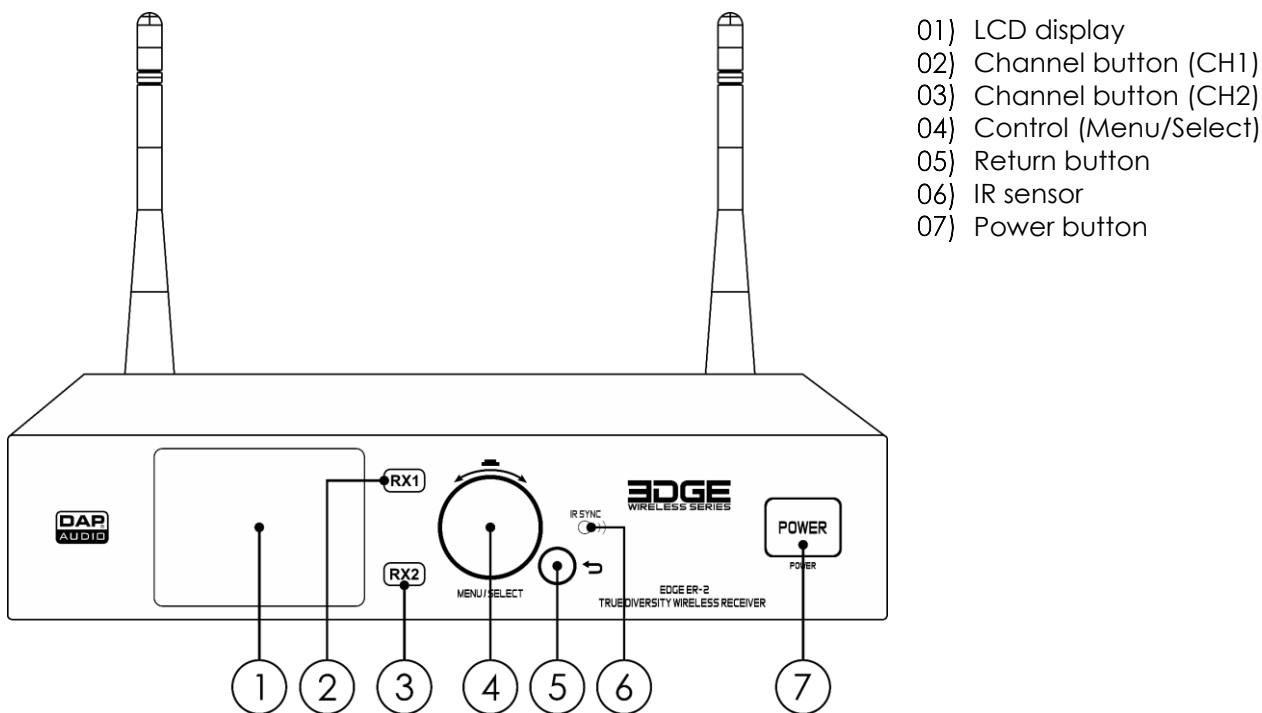 01) LCD display
02) Channel button (CH1)
03) Channel button (CH2)
04) Control (Menu/Select)
05) Return button
06) IR sensor
07) Power button
DAP
AUDIO
RX1
RX2
MENU/SELECT
IR SYNC
EDGE
WIRELESS SERIES
EDGE ER-2
TRUE DIVERSITY WIRELESS RECEIVER
POWER
POWER
1 2 3 4 5 6 7